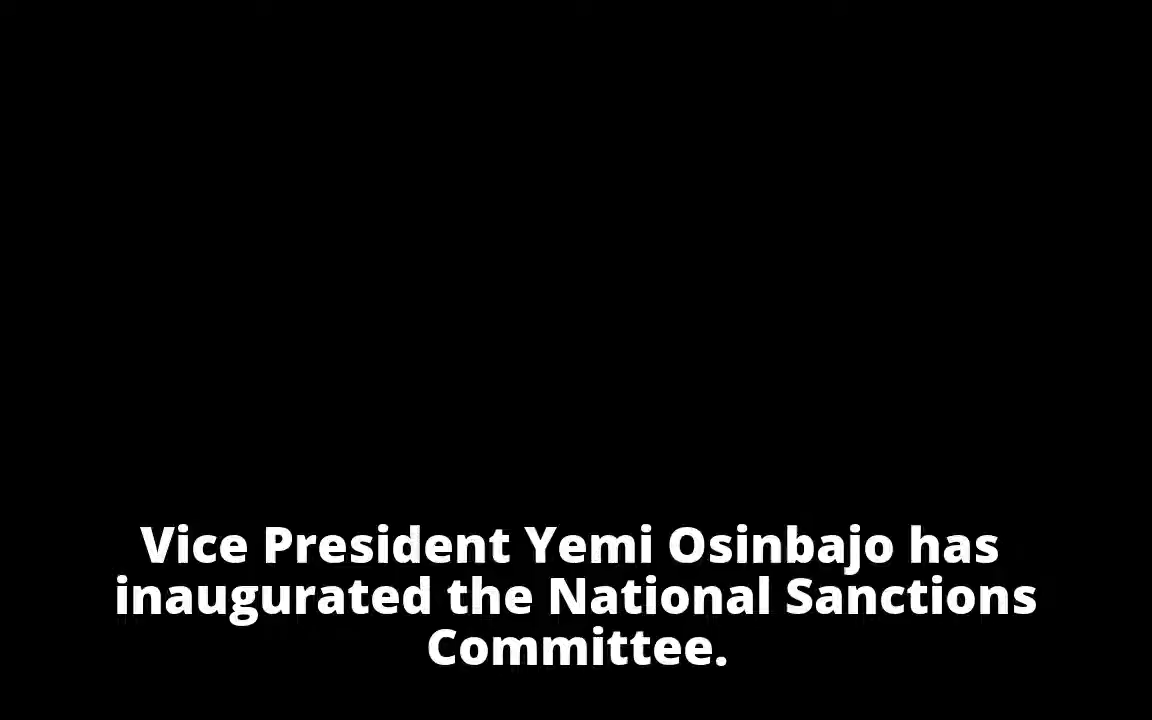 Vice President Yemi Osinbajo has
inaugurated the National Sanctions
Committee.